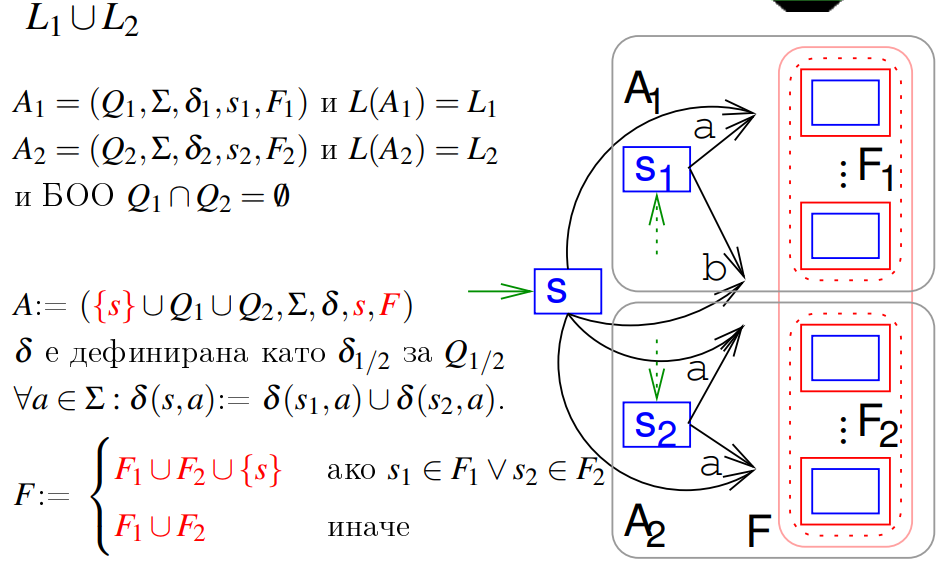 L₁ ∪ L₂
A₁ = (Q₁, Σ, δ₁, s₁, F₁) и L(A₁) = L₁
A₂ = (Q₂, Σ, δ₂, s₂, F₂) и L(A₂) = L₂
и БОО Q₁ ∩ Q₂ = ∅
A := ({s} ∪ Q₁ ∪ Q₂, Σ, δ, s, F)
δ е дефинирана като δ₁/₂ за Q₁/₂
∀a ∈ Σ : δ(s, a) := δ(s₁, a) ∪ δ(s₂, a).
F := { F₁ ∪ F₂ ∪ {s} ако s₁ ∈ F₁ ∨ s₂ ∈ F₂
F₁ ∪ F₂ иначе
A₁
a
s₁
⋮ F₁
b
s
a
s₂
⋮ F₂
a
A₂
F